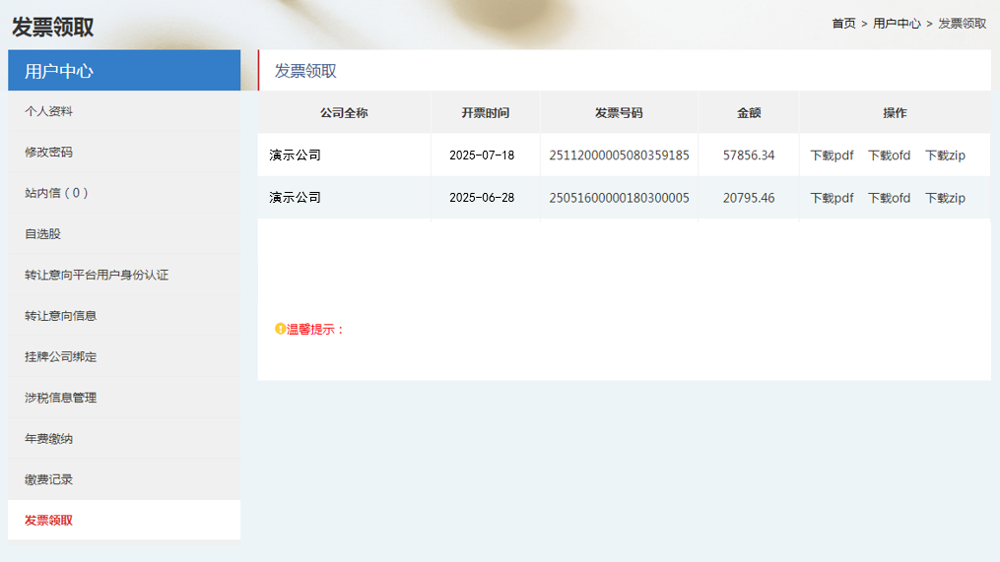 发票领取
首页 > 用户中心 > 发票领取
用户中心
个人资料
修改密码
站内信 ( 0 )
自选股
转让意向平台用户身份认证
转让意向信息
挂牌公司绑定
涉税信息管理
年费缴纳
缴费记录
发票领取
发票领取
公司全称 开票时间 发票号码 金额 操作
演示公司 2025-07-18 25112000005080359185 57856.34 下载pdf 下载ofd 下载zip
演示公司 2025-06-28 25051600000180300005 20795.46 下载pdf 下载ofd 下载zip
温馨提示：